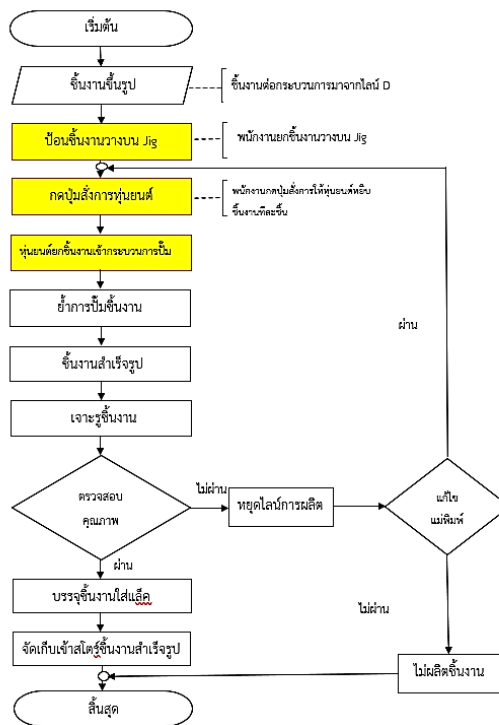 เริ่มต้น
ชิ้นงานขึ้นรูป
ชิ้นงานต่อกระบวนการมาจากไลน์ D
ป้อนชิ้นงานวางบน Jig
พนักงานยกชิ้นงานวางบน Jig
กดปุ่มสั่งการหุ่นยนต์
พนักงานกดปุ่มสั่งการให้หุ่นยนต์หยิบ
ชิ้นงานทีละชิ้น
หุ่นยนต์ยกชิ้นงานเข้ากระบวนการปั๊ม
ย้ำการปั๊มชิ้นงาน
ผ่าน
ชิ้นงานสำเร็จรูป
เจาะรูชิ้นงาน
ตรวจสอบ
คุณภาพ
ไม่ผ่าน
หยุดไลน์การผลิต
แก้ไข
แม่พิมพ์
ผ่าน
บรรจุชิ้นงานใส่แล็ค
ไม่ผ่าน
จัดเก็บเข้าสโตร์ชิ้นงานสำเร็จรูป
ไม่ผลิตชิ้นงาน
สิ้นสุด